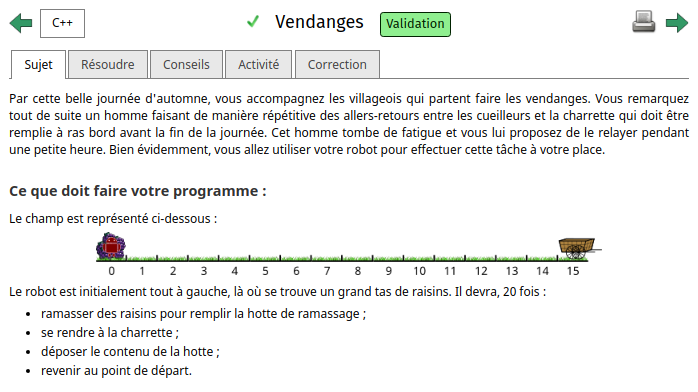 C++
Vendanges
Validation
Sujet
Résoudre
Conseils
Activité
Correction
Par cette belle journée d'automne, vous accompagnez les villageois qui partent faire les vendanges. Vous remarquez
tout de suite un homme faisant de manière répétitive des allers-retours entre les cueilleurs et la charrette qui doit être
remplie à ras bord avant la fin de la journée. Cet homme tombe de fatigue et vous lui proposez de le relayer pendant
une petite heure. Bien évidemment, vous allez utiliser votre robot pour effectuer cette tâche à votre place.
Ce que doit faire votre programme :
Le champ est représenté ci-dessous :
0 1 2 3 4 5 6 7 8 9 10 11 12 13 14 15
Le robot est initialement tout à gauche, là où se trouve un grand tas de raisins. Il devra, 20 fois :
• ramasser des raisins pour remplir la hotte de ramassage ;
• se rendre à la charrette ;
• déposer le contenu de la hotte ;
• revenir au point de départ.